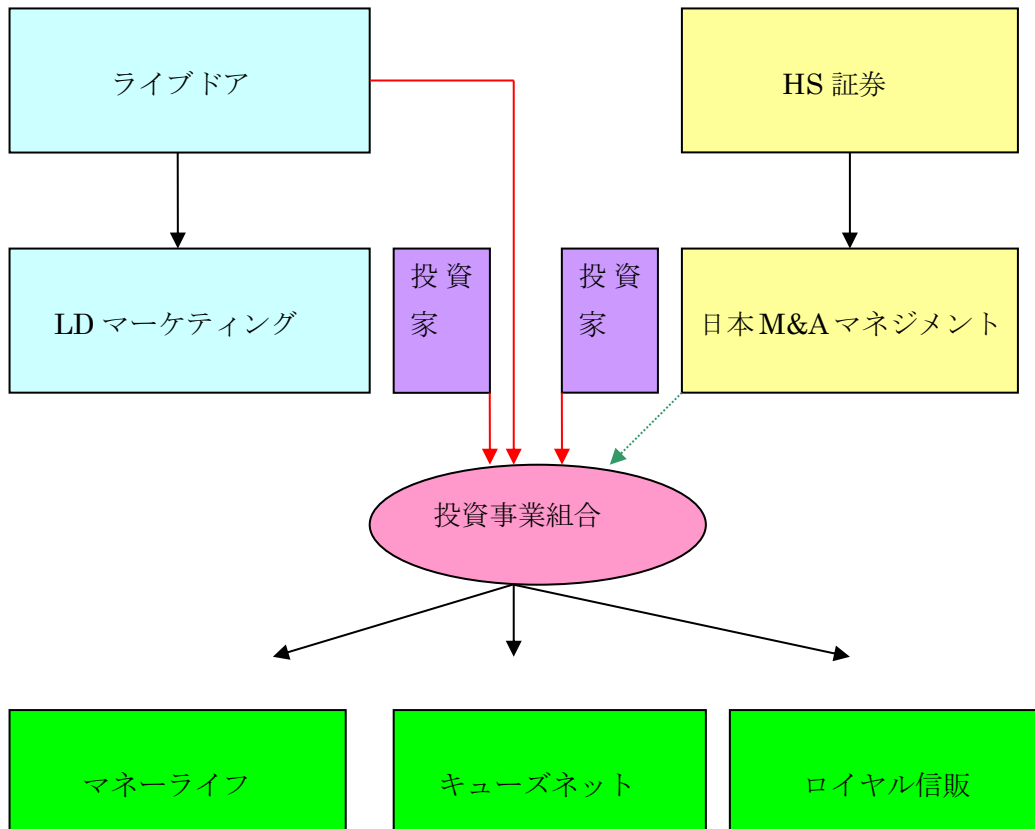 ライブドア
HS 証券
LD マーケティング
投資
家
投資
家
日本 M&A マネジメント
投資事業組合
マネーライフ
キューズネット
ロイヤル信販